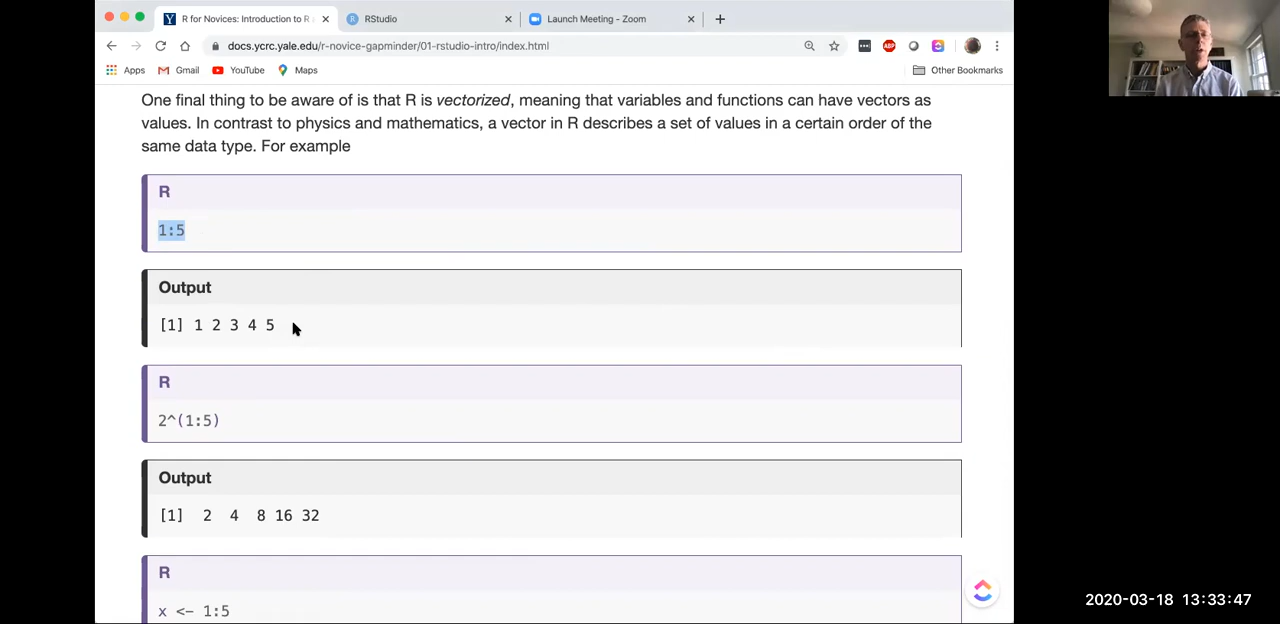 R for Novices: Introduction to R
RStudio
Launch Meeting - Zoom
docs.ycrc.yale.edu/r-novice-gapminder/01-rstudio-intro/index.html
Apps
Gmail
YouTube
Maps
Other Bookmarks
One final thing to be aware of is that R is vectorized, meaning that variables and functions can have vectors as
values. In contrast to physics and mathematics, a vector in R describes a set of values in a certain order of the
same data type. For example
R
1:5
Output
[1] 1 2 3 4 5
R
2^(1:5)
Output
[1]  2  4  8 16 32
R
x <- 1:5
2020-03-18 13:33:47